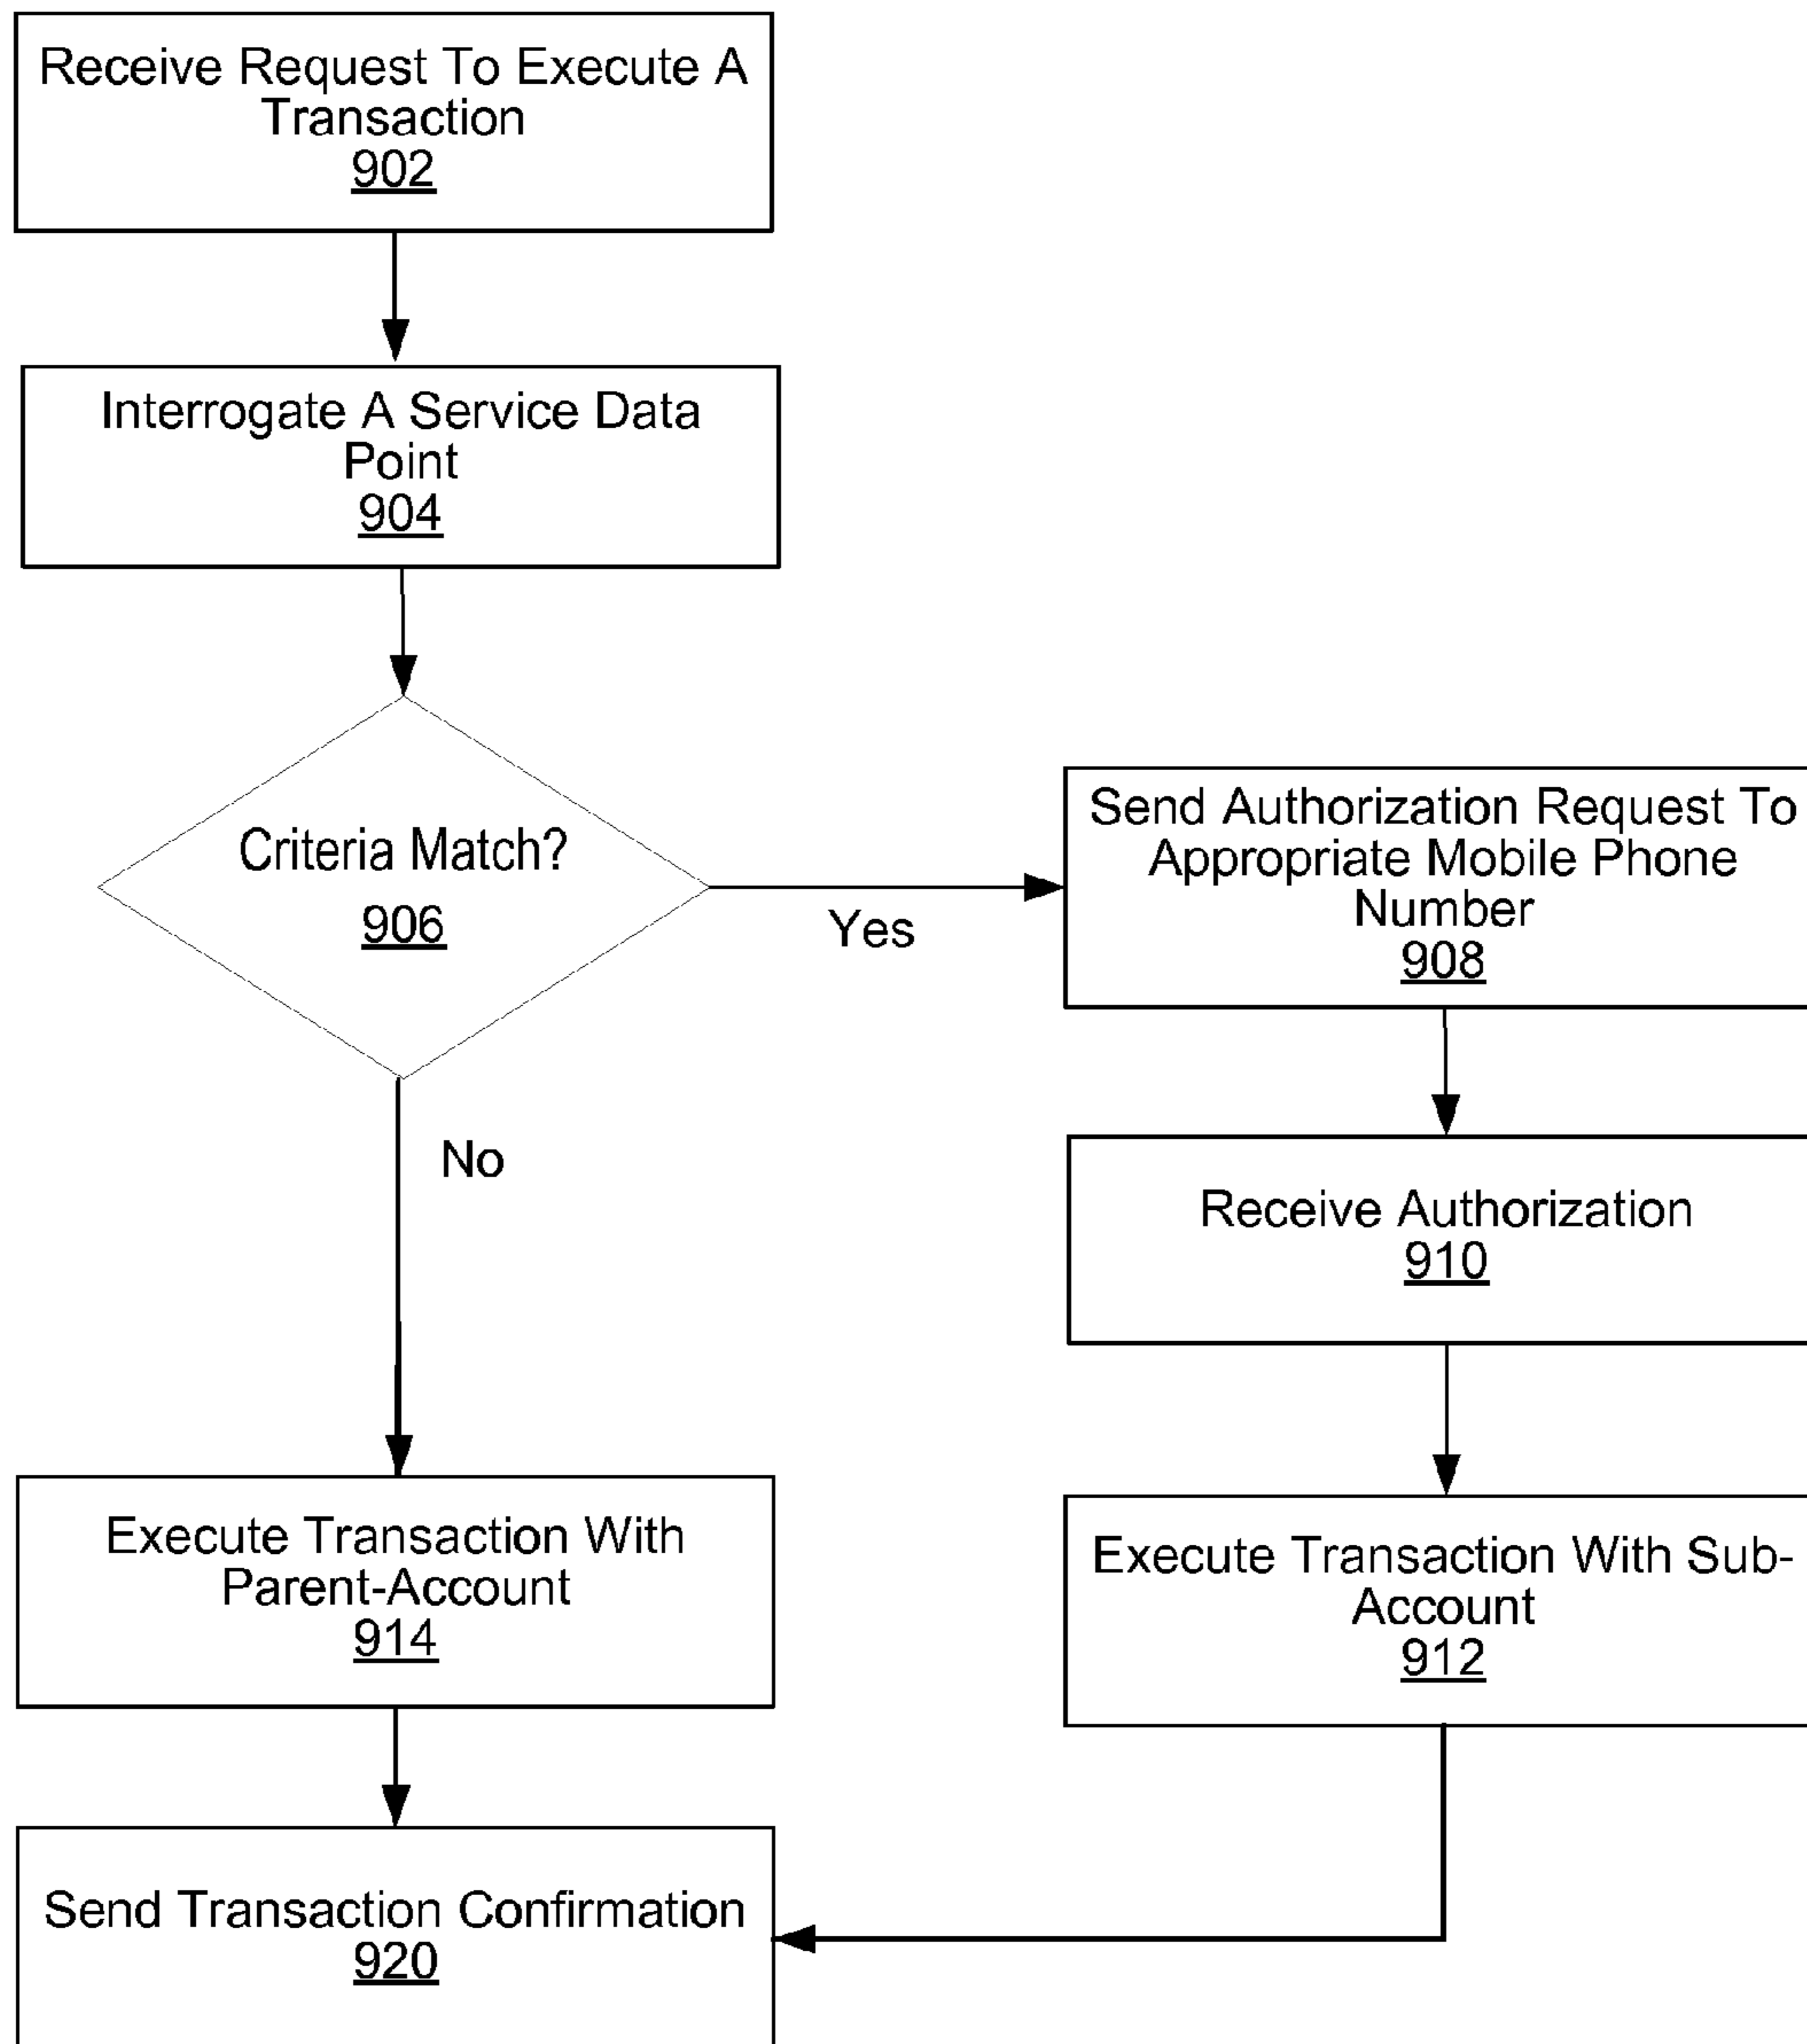 Receive Request To Execute A
Transaction
902
Interrogate A Service Data
Point
904
Criteria Match?
906
Yes
No
Send Authorization Request To
Appropriate Mobile Phone
Number
908
Receive Authorization
910
Execute Transaction With Sub-
Account
912
Execute Transaction With
Parent-Account
914
Send Transaction Confirmation
920